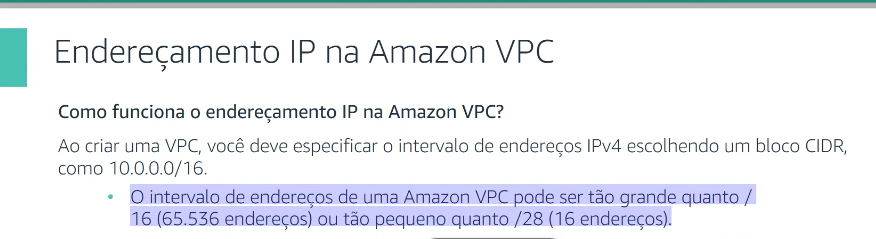 Endereçamento IP na Amazon VPC
Como funciona o endereçamento IP na Amazon VPC?
Ao criar uma VPC, você deve especificar o intervalo de endereços IPv4 escolhendo um bloco CIDR,
como 10.0.0.0/16.
• O intervalo de endereços de uma Amazon VPC pode ser tão grande quanto /
16 (65.536 endereços) ou tão pequeno quanto /28 (16 endereços).